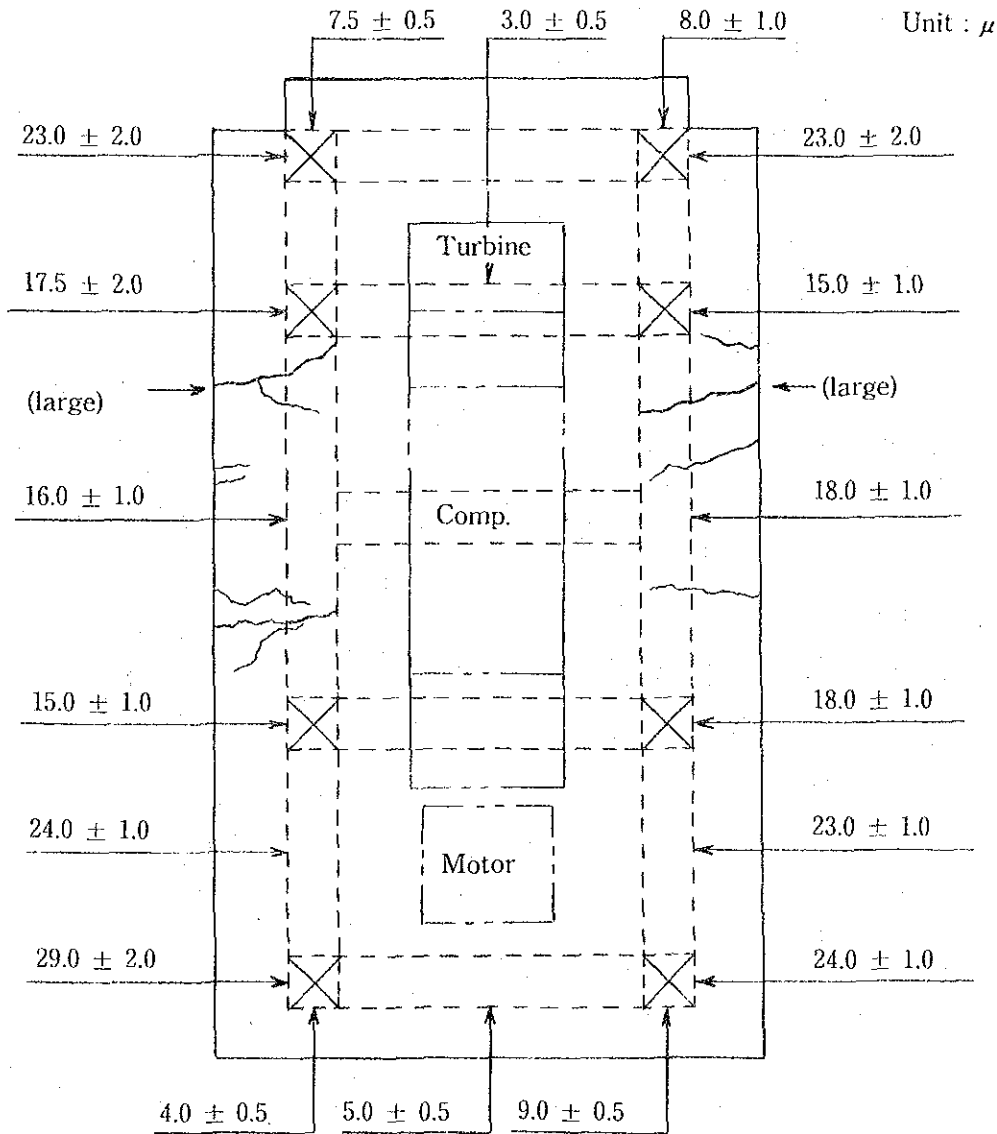 7.5 ± 0.5 3.0 ± 0.5 8.0 ± 1.0 Unit : μ
23.0 ± 2.0 23.0 ± 2.0
Turbine
17.5 ± 2.0 15.0 ± 1.0
(large) (large)
16.0 ± 1.0 18.0 ± 1.0
Comp.
15.0 ± 1.0 18.0 ± 1.0
24.0 ± 1.0 23.0 ± 1.0
Motor
29.0 ± 2.0 24.0 ± 1.0
4.0 ± 0.5 5.0 ± 0.5 9.0 ± 0.5